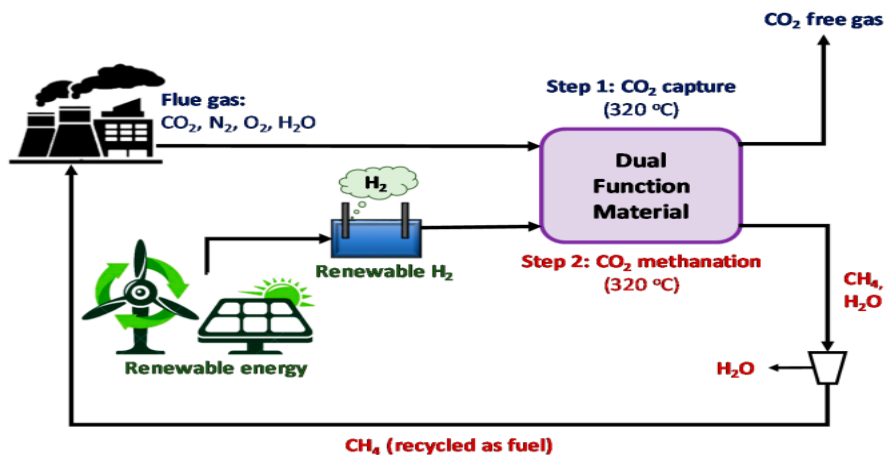 CO₂ free gas
Flue gas:
CO₂, N₂, O₂, H₂O
Step 1: CO₂ capture
(320 °C)
Dual
Function
Material
H₂
Renewable H₂
Step 2: CO₂ methanation
(320 °C)
CH₄,
H₂O
Renewable energy
H₂O
CH₄ (recycled as fuel)